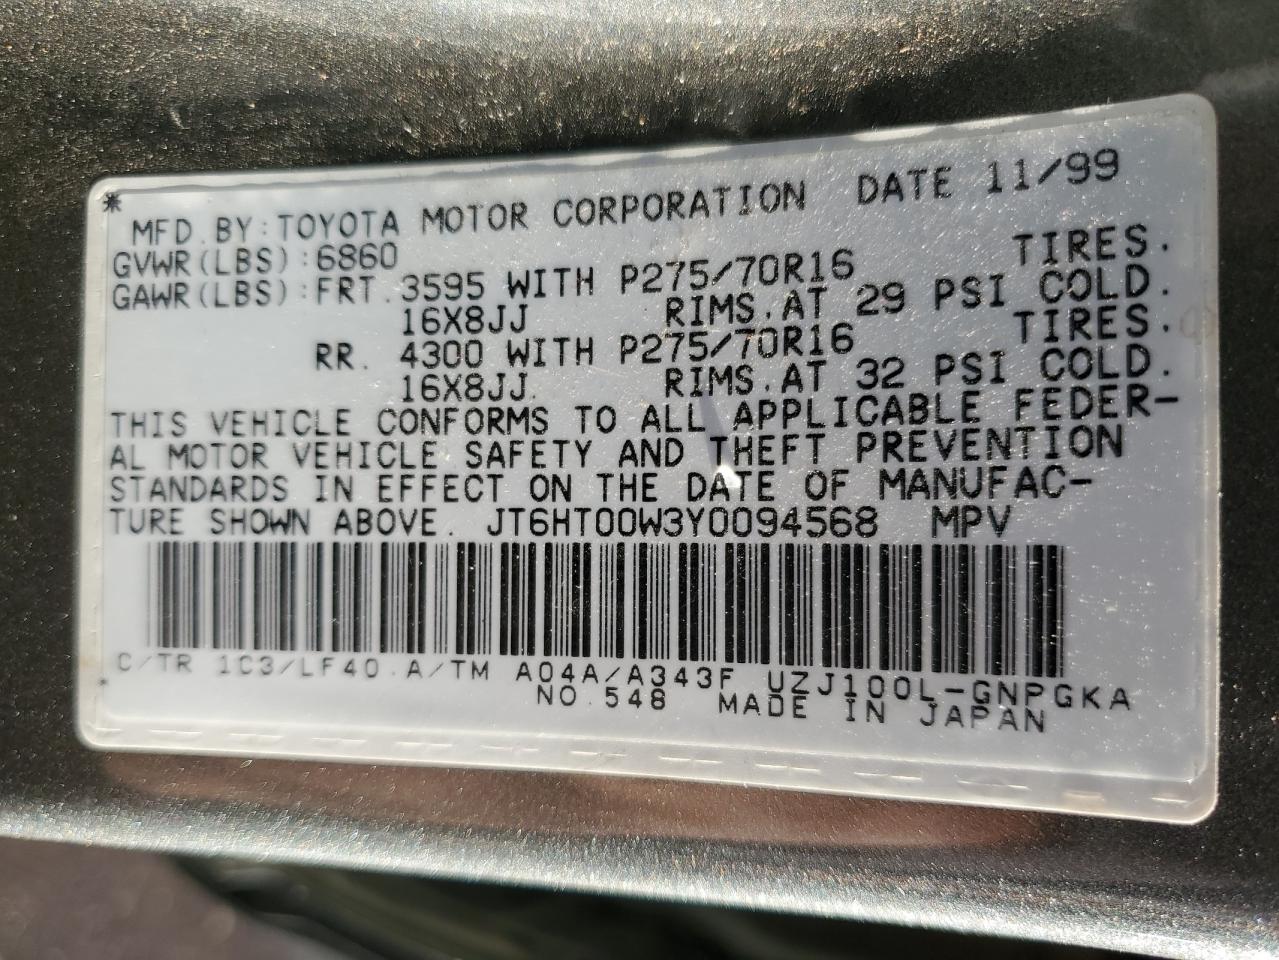 *
MFD. BY: TOYOTA MOTOR CORPORATION DATE 11/99
GVWR(LBS):6860
GAWR(LBS):FRT. 3595 WITH P275/70R16 TIRES.
16X8JJ RIMS.AT 29 PSI COLD.
RR. 4300 WITH P275/70R16 TIRES.
16X8JJ. RIMS.AT 32 PSI COLD.
THIS VEHICLE CONFORMS TO ALL APPLICABLE FEDER-
AL MOTOR VEHICLE SAFETY AND THEFT PREVENTION
STANDARDS IN EFFECT ON THE DATE OF MANUFAC-
TURE SHOWN ABOVE. JT6HT00W3Y0094568 MPV
C/TR 1C3/LF40.A/TM A04A/A343F UZJ100L-GNPGKA
NO.548 MADE IN JAPAN